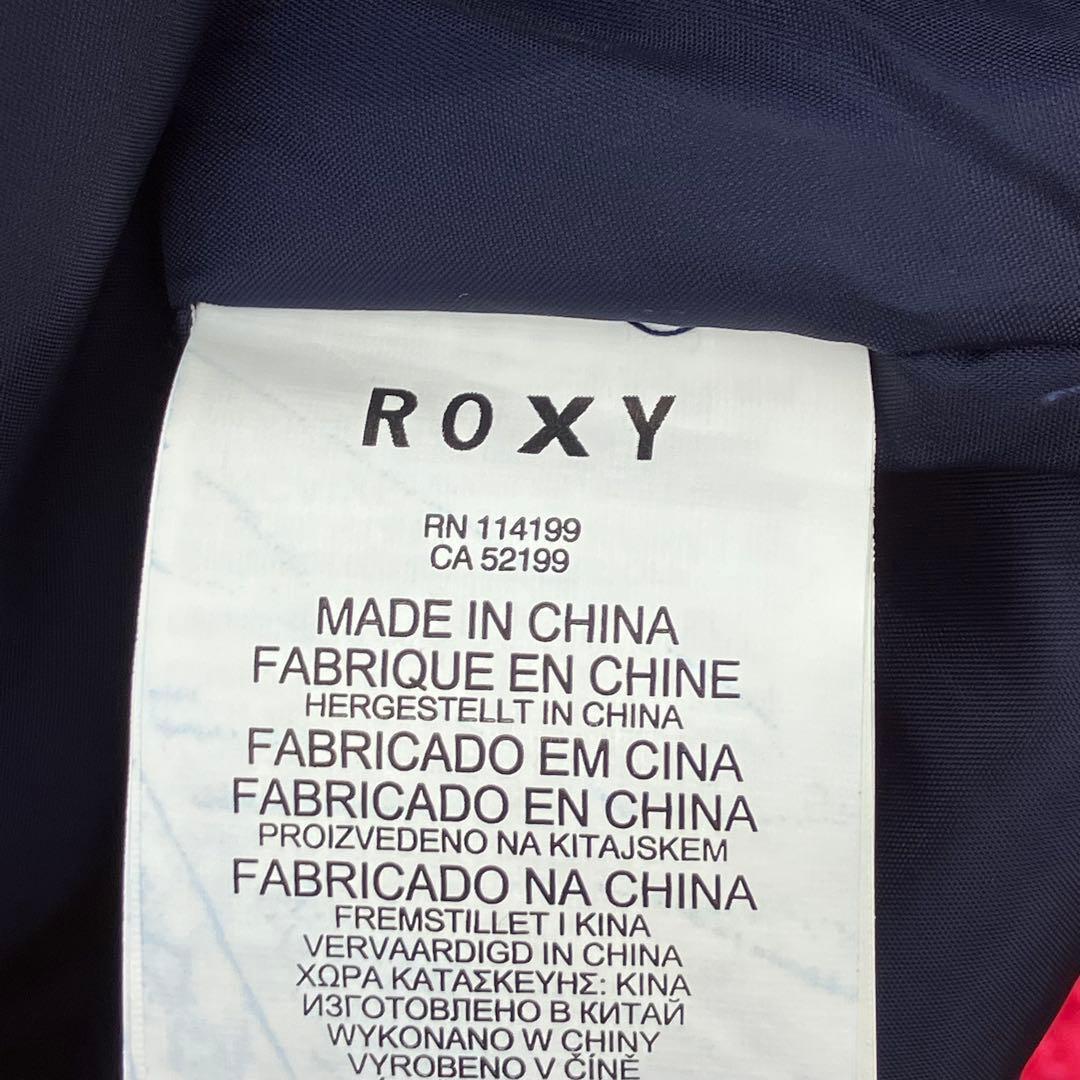 ROXY
RN 114199
CA 52199
MADE IN CHINA
FABRIQUE EN CHINE
HERGESTELLT IN CHINA
FABRICADO EM CINA
FABRICADO EN CHINA
PROIZVEDENO NA KITAJSKEM
FABRICADO NA CHINA
FREMSTILLET I KINA
VERVAARDIGD IN CHINA
ΧΩΡΑ ΚΑΤΑΣΚΕΥΗΣ: ΚΙΝΑ
ИЗГОТОВЛЕНО В КИТАЙ
WYKONANO W CHINY
VYROBENO V ČÍNĚ